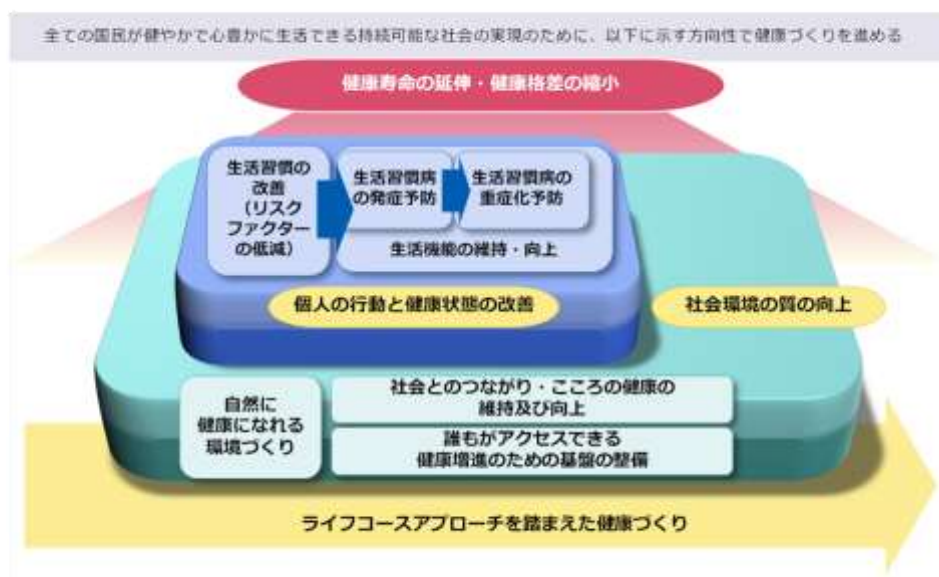 全ての国民が健やかで心豊かに生活できる持続可能な社会の実現のために、以下に示す方向性で健康づくりを進める
健康寿命の延伸・健康格差の縮小
生活習慣の
改善
（リスク
ファクター
の低減）
生活習慣病
の発症予防
生活習慣病の
重症化予防
生活機能の維持・向上
個人の行動と健康状態の改善
社会環境の質の向上
自然に
健康になれる
環境づくり
社会とのつながり・こころの健康の
維持及び向上
誰もがアクセスできる
健康増進のための基盤の整備
ライフコースアプローチを踏まえた健康づくり